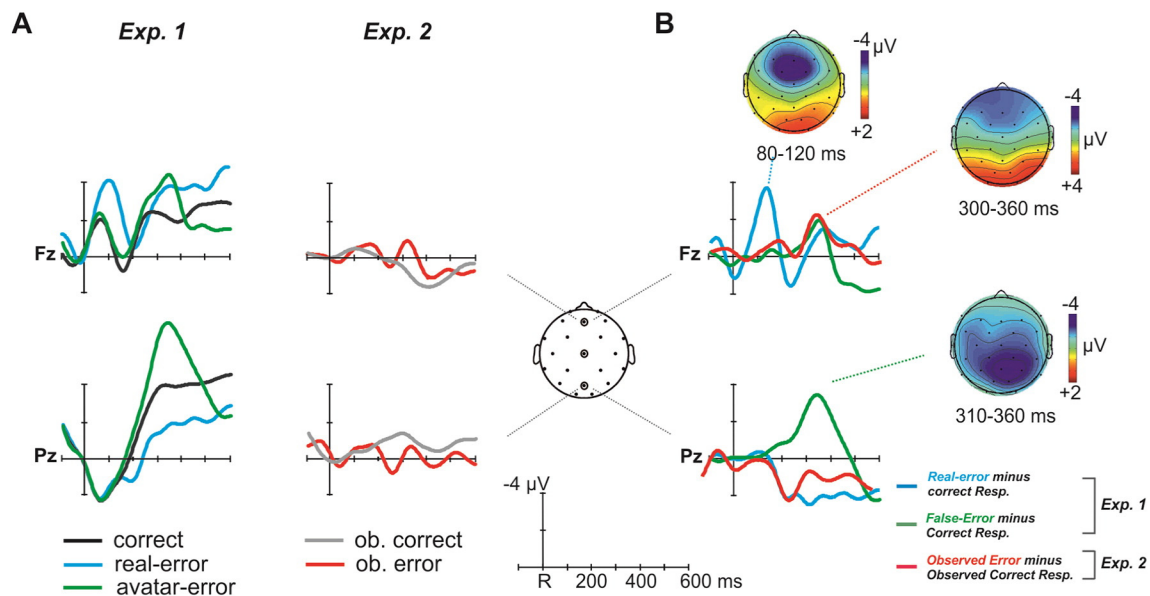 A
Exp. 1
Exp. 2
B
-4
µV
+2
80-120 ms
-4
µV
+4
300-360 ms
Fz
Fz
-4
µV
+2
310-360 ms
Pz
Pz
-4 µV
R 200 400 600 ms
correct
real-error
avatar-error
ob. correct
ob. error
Real-error minus
correct Resp.
False-Error minus
Correct Resp.
Exp. 1
Observed Error minus
Observed Correct Resp.
Exp. 2